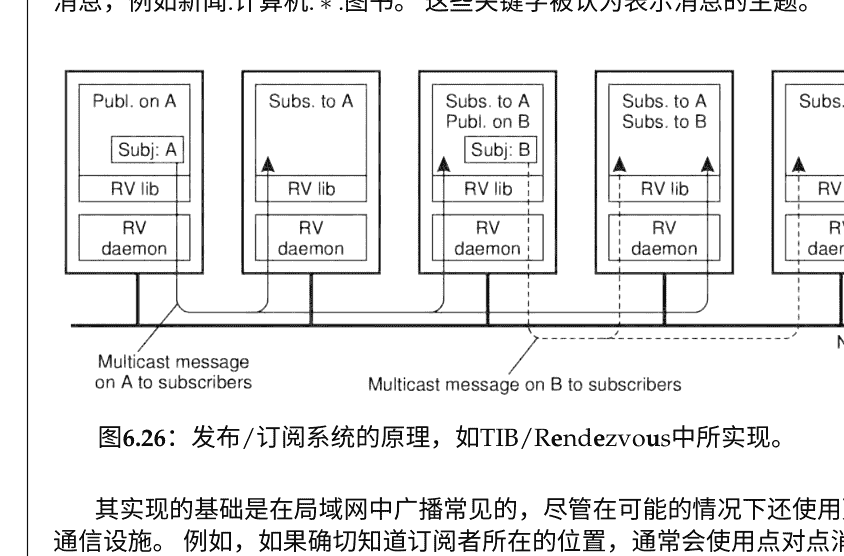 消息，例如新闻.计算机.*.图书。 这些关键字被认为表示消息的主题。
Publ. on A
Subj: A
RV lib
RV
daemon
Subs. to A
RV lib
RV
daemon
Subs. to A
Publ. on B
Subj: B
RV lib
RV
daemon
Subs. to A
Subs. to B
RV lib
RV
daemon
Subs.
RV
Multicast message
on A to subscribers
Multicast message on B to subscribers
图6.26：发布/订阅系统的原理，如TIB/Rendezvous中所实现。
其实现的基础是在局域网中广播常见的，尽管在可能的情况下还使用
通信设施。 例如，如果确切知道订阅者所在的位置，通常会使用点对点消